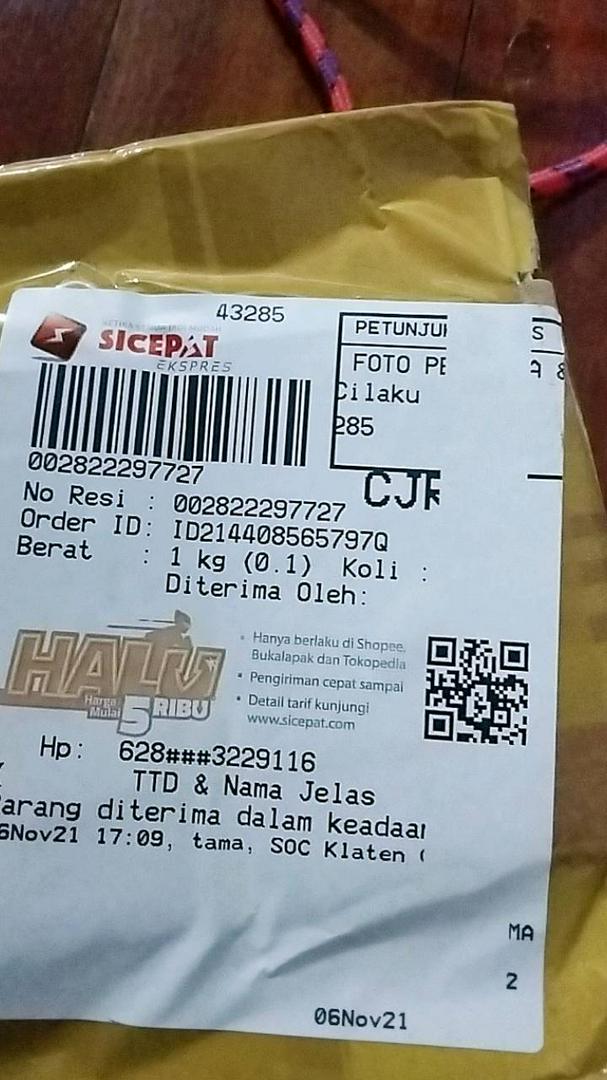 43285
SICEPAT
EKSPRES
PETUNJU
S
FOTO PE
A &
Cilaku
285
002822297727
CJR
No Resi : 002822297727
Order ID: ID214408565797Q
Berat : 1 kg (0.1) Koli :
Diterima Oleh:
HALU
Harga Mulai 5 RIBU
• Hanya berlaku di Shopee,
Bukalapak dan Tokopedia
• Pengiriman cepat sampai
• Detail tarif kunjungi
www.sicepat.com
Hp: 628###3229116
TTD & Nama Jelas
arang diterima dalam keadaan
6Nov21 17:09, tama, SOC Klaten (
MA
2
06Nov21